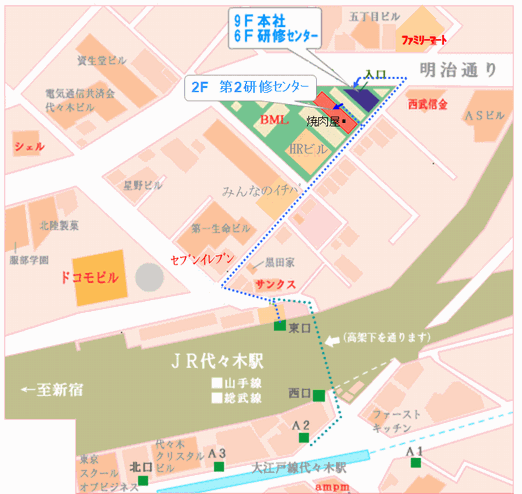 9F本社
6F研修センター
五丁目ビル
ファミリーマート
資生堂ビル
入口
明治通り
2F 第2研修センター
電気通信共済会
代々木ビル
西武信金
ASビル
BML
焼肉屋
シェル
HRビル
星野ビル
みんなのイチバ
北陸製菓
第一生命ビル
服部学園
セブンイレブン
黒田家
ドコモビル
サンクス
東口
(高架下を通ります)
JR代々木駅
←至新宿
山手線
総武線
西口
ファースト
キッチン
A2
代々木
クリスタル
ビル
A3
A1
東京
スクール
オブビジネス
北口
大江戸線代々木駅
ampm